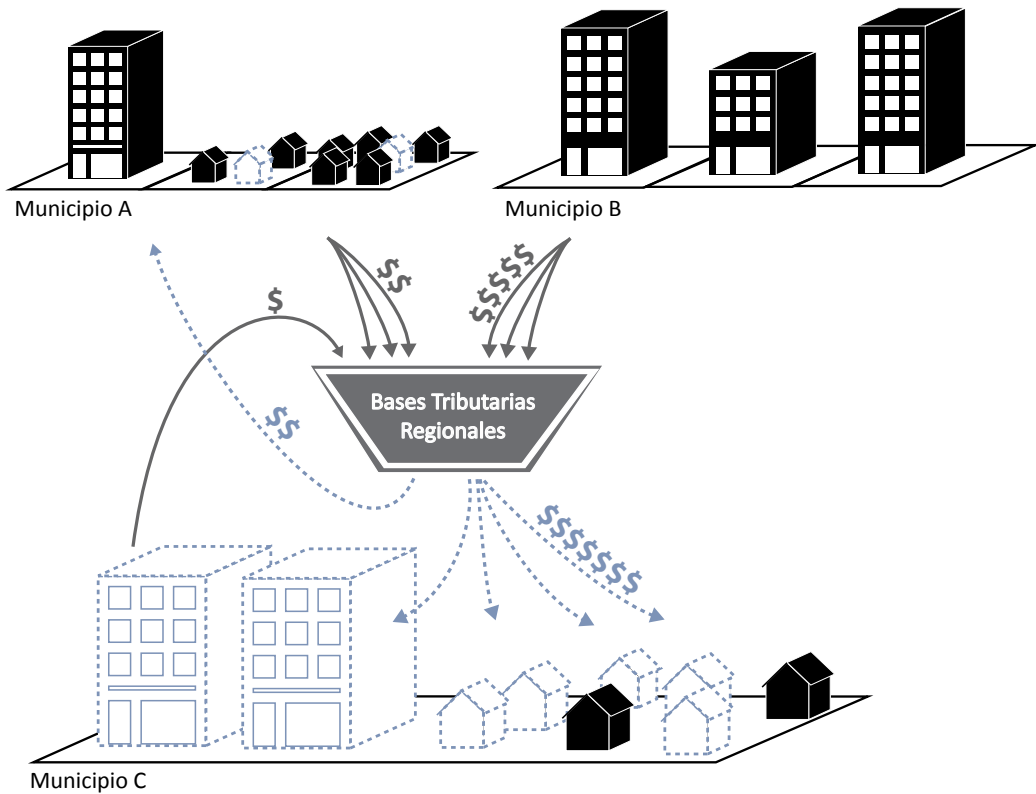 Municipio A
Municipio B
$$
$$$$$
$
Bases Tributarias
Regionales
$$
$$$$$$$
Municipio C